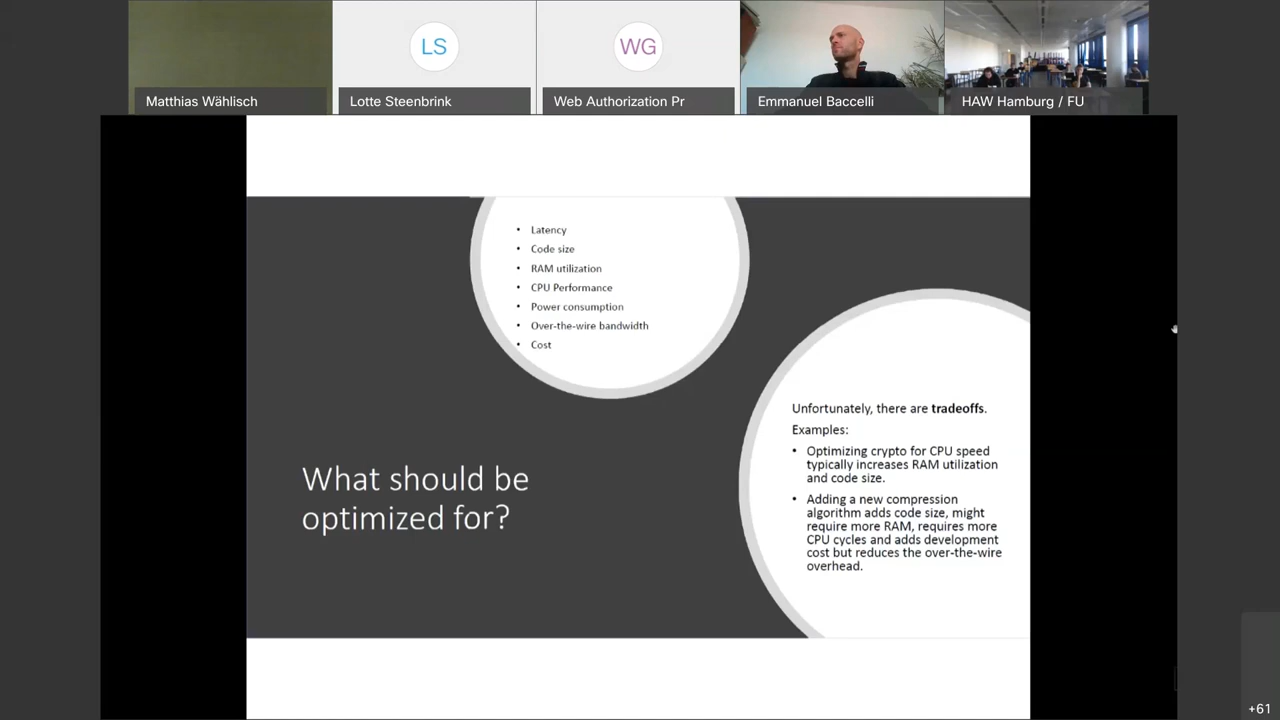 LS
WG
Matthias Wählisch
Lotte Steenbrink
Web Authorization Pr
Emmanuel Baccelli
HAW Hamburg / FU
• Latency
• Code size
• RAM utilization
• CPU Performance
• Power consumption
• Over-the-wire bandwidth
• Cost
What should be
optimized for?
Unfortunately, there are tradeoffs.
Examples:
• Optimizing crypto for CPU speed
typically increases RAM utilization
and code size.
• Adding a new compression
algorithm adds code size, might
require more RAM, requires more
CPU cycles and adds development
cost but reduces the over-the-wire
overhead.
+61